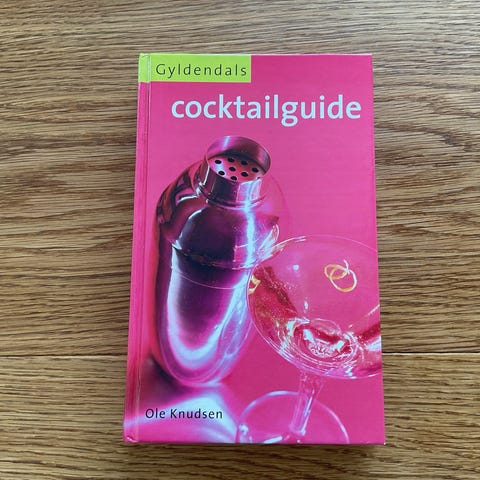 Gyldendals
cocktailguide
Ole Knudsen